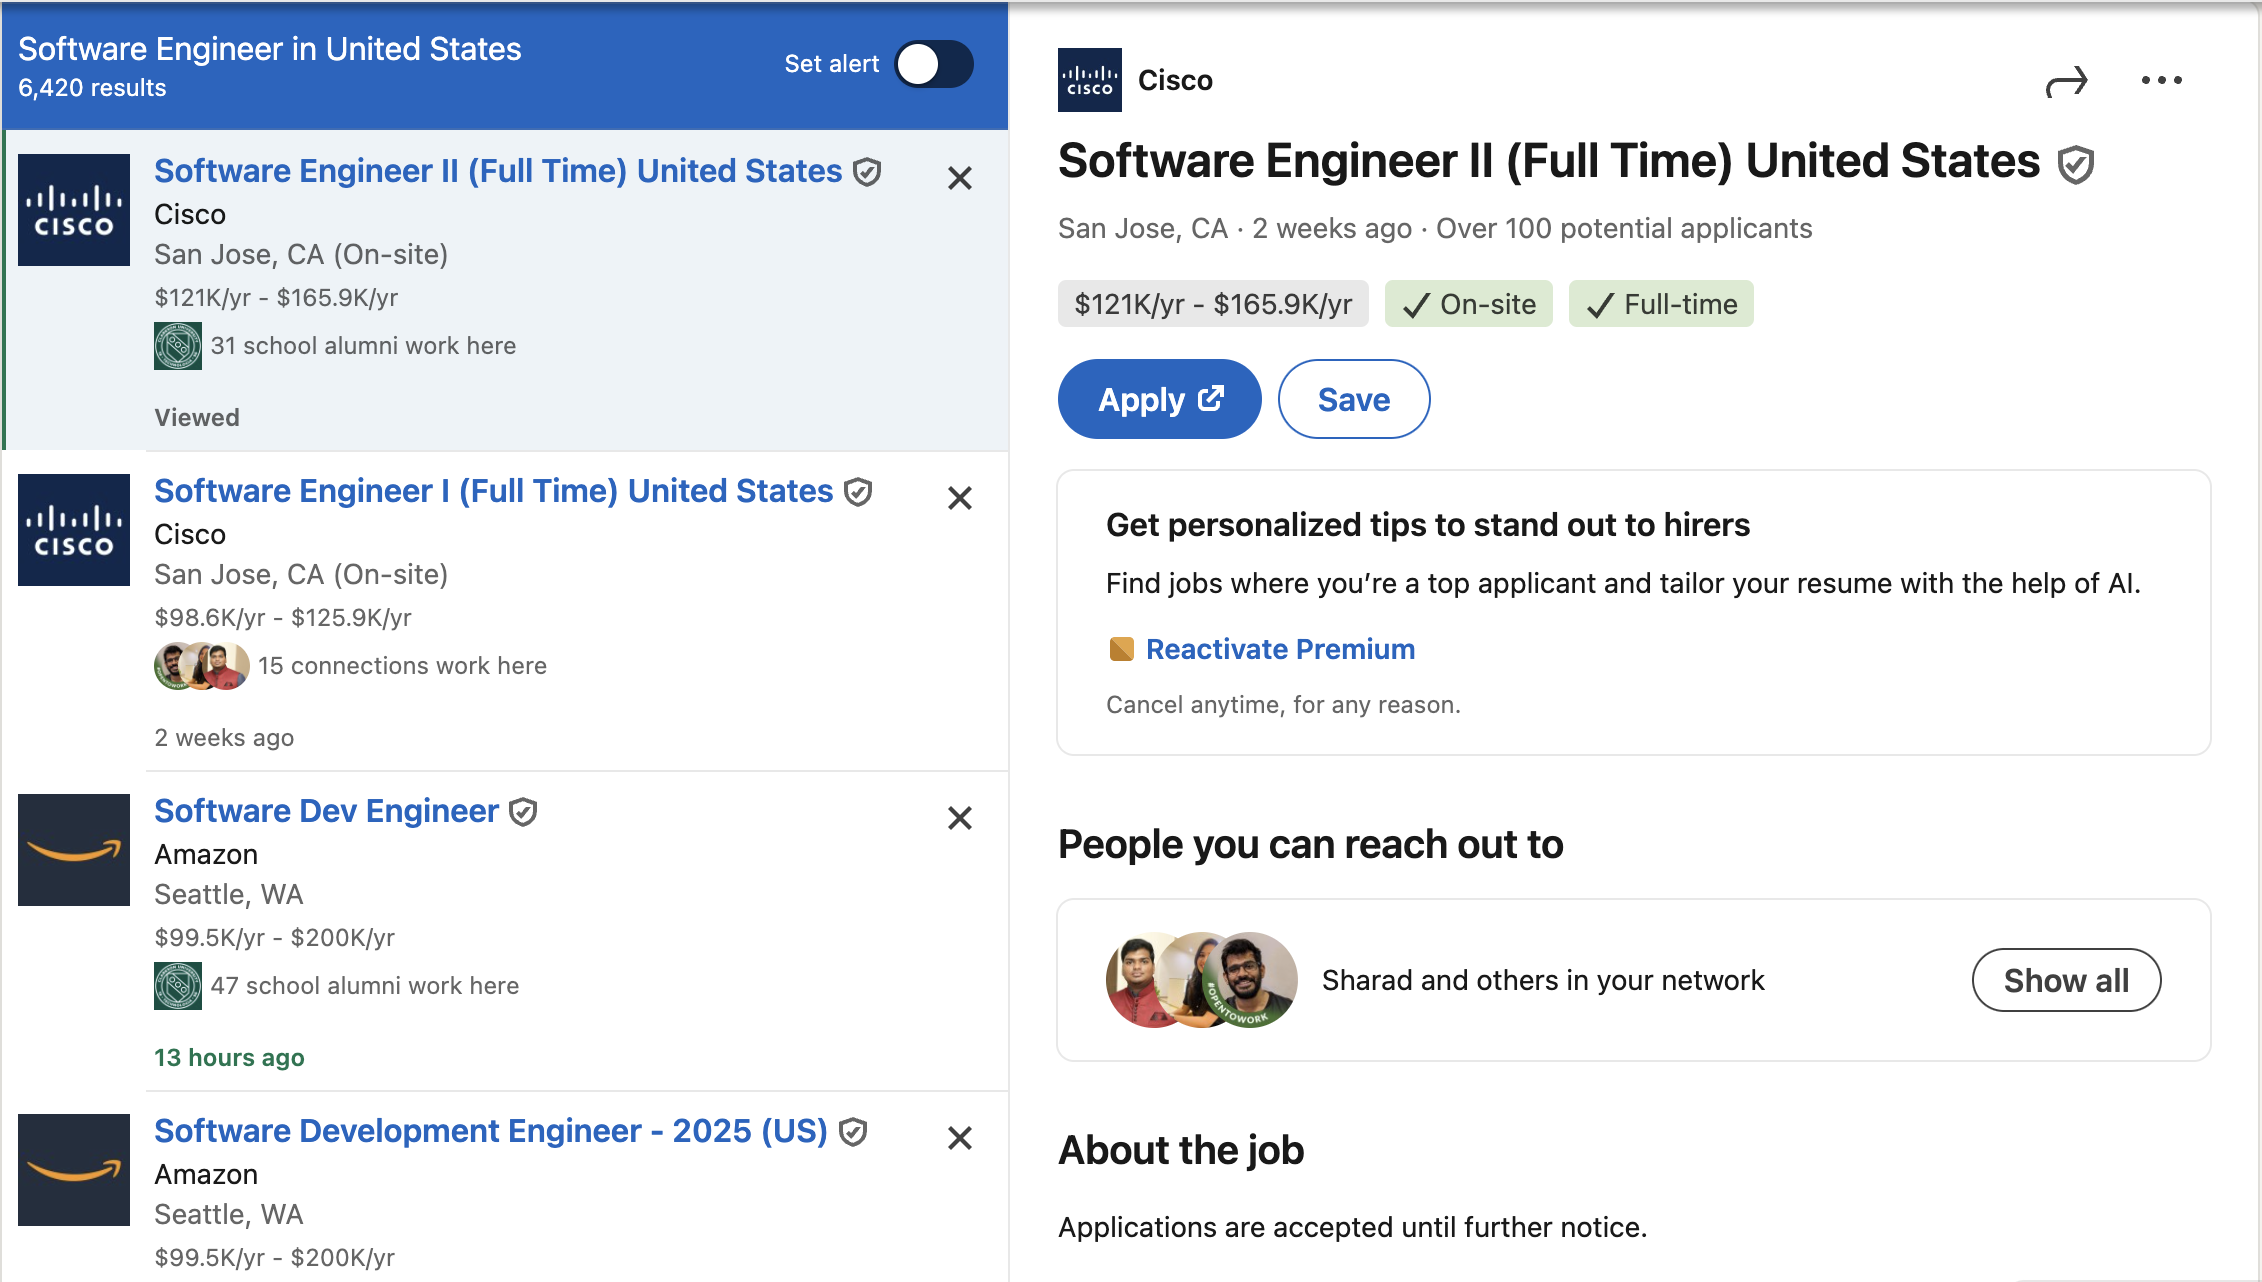 Software Engineer in United States
6,420 results
Set alert
CISCO
Software Engineer II (Full Time) United States
Cisco
San Jose, CA (On-site)
$121K/yr - $165.9K/yr
31 school alumni work here
Viewed
CISCO
Software Engineer I (Full Time) United States
Cisco
San Jose, CA (On-site)
$98.6K/yr - $125.9K/yr
15 connections work here
2 weeks ago
Software Dev Engineer
Amazon
Seattle, WA
$99.5K/yr - $200K/yr
47 school alumni work here
13 hours ago
Software Development Engineer - 2025 (US)
Amazon
Seattle, WA
$99.5K/yr - $200K/yr
CISCO
Cisco
Software Engineer II (Full Time) United States
San Jose, CA · 2 weeks ago · Over 100 potential applicants
$121K/yr - $165.9K/yr
On-site
Full-time
Apply
Save
Get personalized tips to stand out to hirers
Find jobs where you’re a top applicant and tailor your resume with the help of AI.
Reactivate Premium
Cancel anytime, for any reason.
People you can reach out to
#OPENTOWORK
Sharad and others in your network
Show all
About the job
Applications are accepted until further notice.